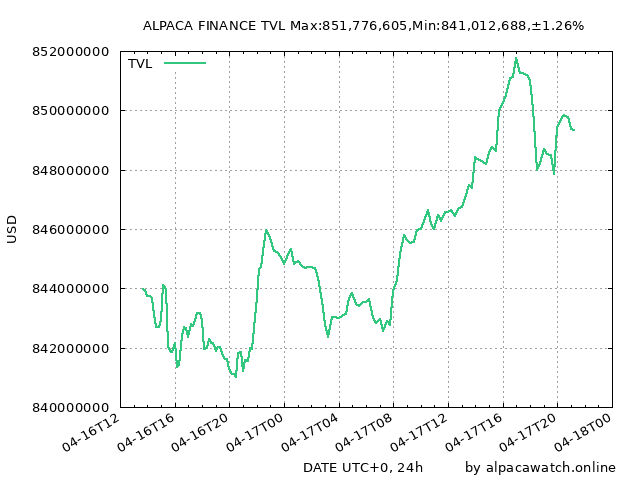 ALPACA FINANCE TVL Max:851,776,605,Min:841,012,688,±1.26%
852000000
TVL
850000000
848000000
846000000
USD
844000000
842000000
840000000
04-16T12 04-16T16 04-16T20 04-17T00 04-17T04 04-17T08 04-17T12 04-17T16 04-17T20 04-18T00
DATE UTC+0, 24h by alpacawatch.online